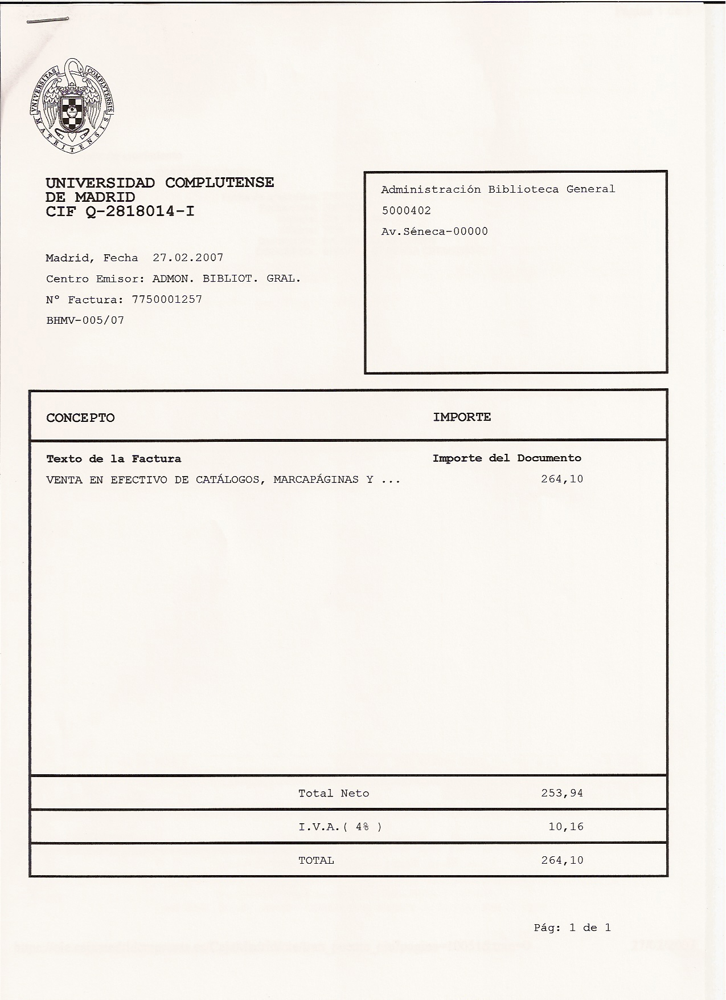 VNIVERSITAS COMPLVTENSIS
MATRITENSIS
UNIVERSIDAD COMPLUTENSE
DE MADRID
CIF Q-2818014-I
Madrid, Fecha 27.02.2007
Centro Emisor: ADMON. BIBLIOT. GRAL.
Nº Factura: 7750001257
BHMV-005/07
Administración Biblioteca General
5000402
Av.Séneca-00000
CONCEPTO IMPORTE
Texto de la Factura Importe del Documento
VENTA EN EFECTIVO DE CATÁLOGOS, MARCAPÁGINAS Y ... 264,10
Total Neto 253,94
I.V.A.( 4% ) 10,16
TOTAL 264,10
Pág: 1 de 1